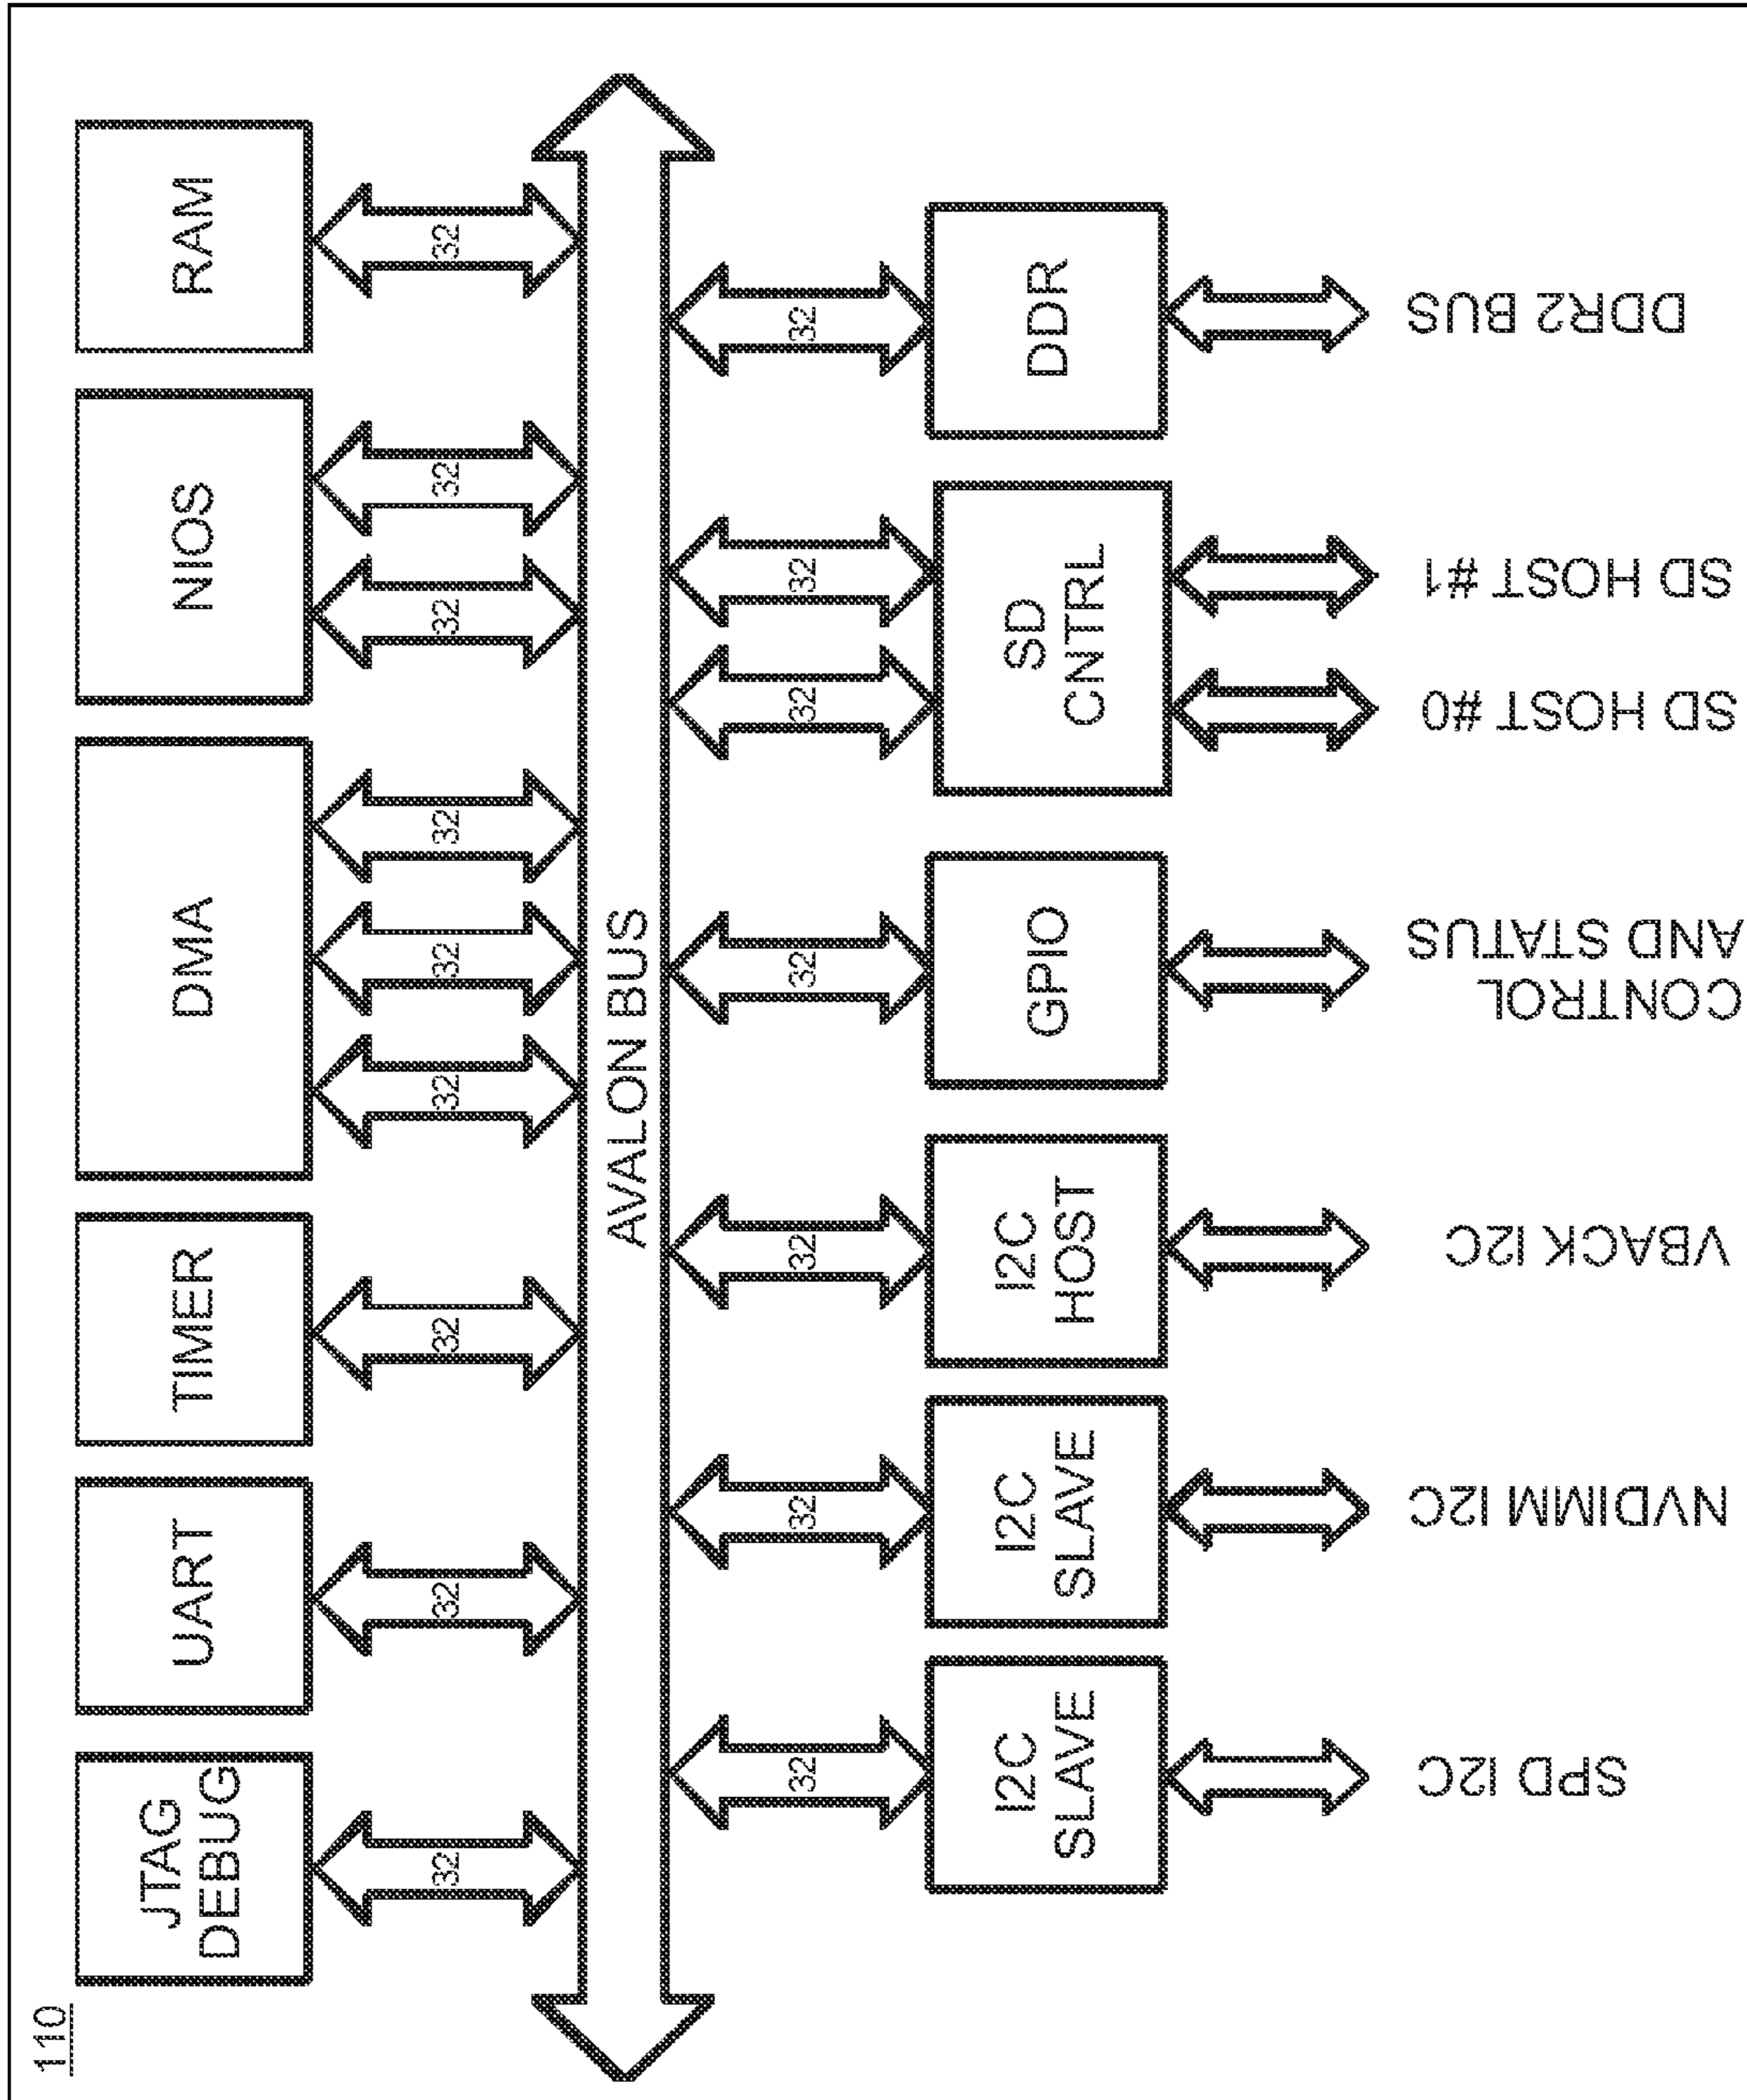 110
JTAG
DEBUG
UART
TIMER
DMA
NIOS
RAM
32
32
32
32
32
32
32
32
32
AVALON BUS
32
32
32
32
32
32
32
I2C
SLAVE
I2C
SLAVE
I2C
HOST
GPIO
SD
CNTRL
DDR
SPD I2C
NVDIMM I2C
VBACK I2C
CONTROL
AND STATUS
SD HOST #0
SD HOST #1
DDR2 BUS